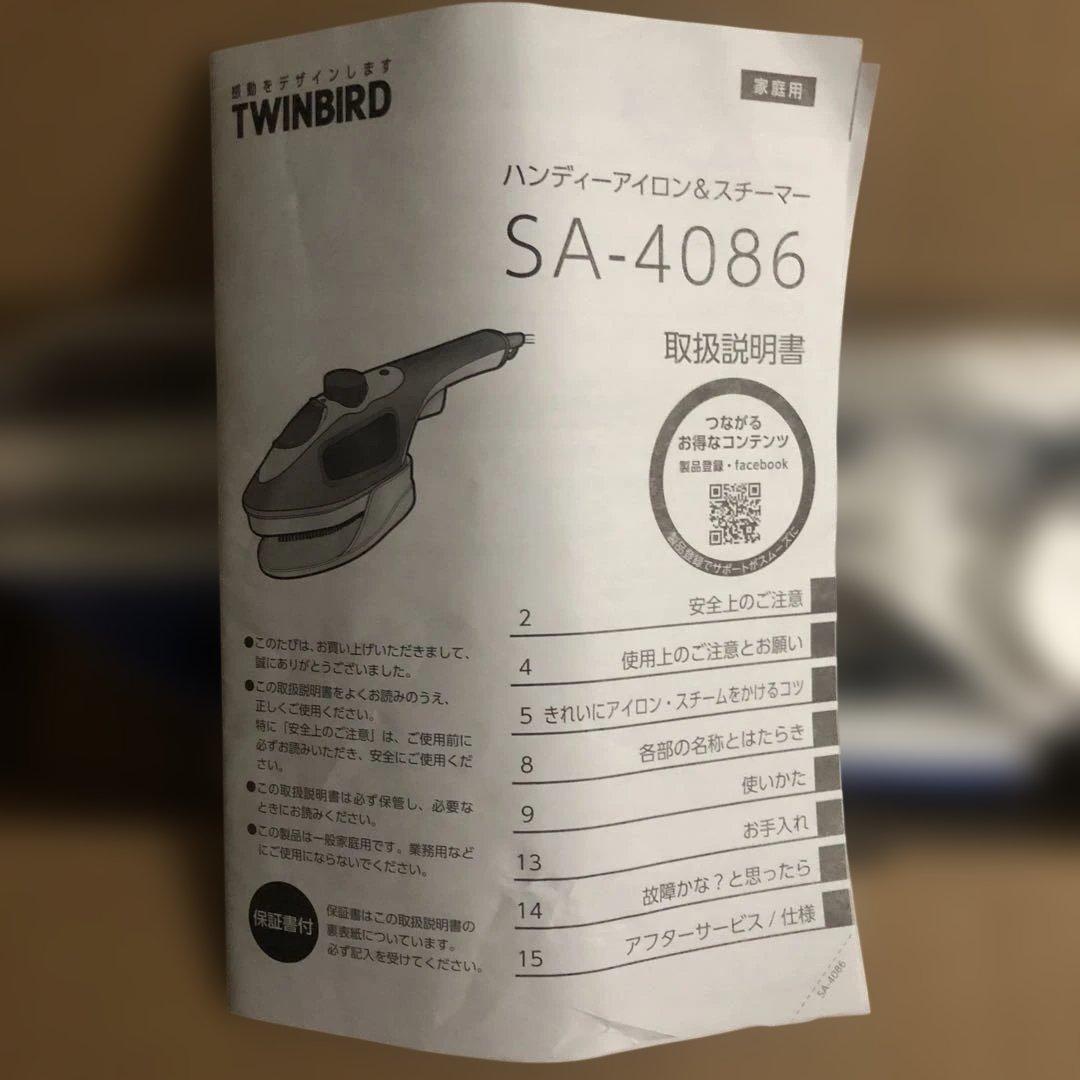 感動をデザインします
TWINBIRD
家庭用
ハンディーアイロン&スチーマー
SA-4086
取扱説明書
つながる
お得なコンテンツ
製品登録・facebook
製品登録でサポートがスムーズに
2 安全上のご注意
4 使用上のご注意とお願い
5 きれいにアイロン・スチームをかけるコツ
8 各部の名称とはたらき
9 使いかた
13 お手入れ
14 故障かな?と思ったら
15 アフターサービス / 仕様
●このたびは、お買い上げいただきまして、
誠にありがとうございました。
●この取扱説明書をよくお読みのうえ、
正しくご使用ください。
特に「安全上のご注意」は、ご使用前に
必ずお読みいただき、安全にご使用くだ
さい。
●この取扱説明書は必ず保管し、必要な
ときにお読みください。
●この製品は一般家庭用です。業務用など
にご使用にならないでください。
保証書付
保証書はこの取扱説明書の
裏表紙についています。
必ず記入を受けてください。
SA-4086